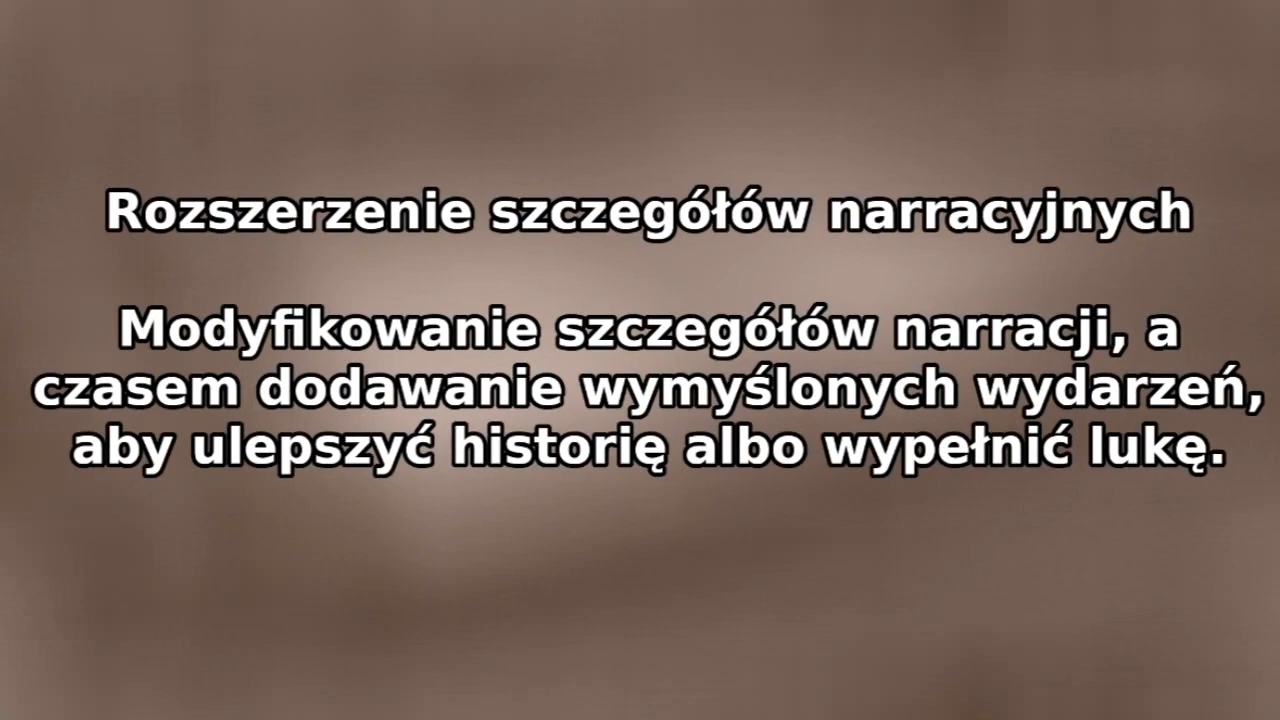 Rozszerzenie szczegółów narracyjnych
Modyfikowanie szczegółów narracji, a
czasem dodawanie wymyślonych wydarzeń,
aby ulepszyć historię albo wypełnić lukę.